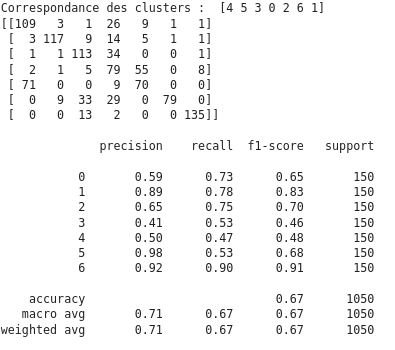 Correspondance des clusters :  [4 5 3 0 2 6 1]
[[109   3   1  26   9   1   1]
 [  3 117   9  14   5   1   1]
 [  1   1 113  34   0   0   1]
 [  2   1   5  79  55   0   8]
 [ 71   0   0   9  70   0   0]
 [  0   9  33  29   0  79   0]
 [  0   0  13   2   0   0 135]]
              precision    recall  f1-score   support
           0       0.59      0.73      0.65       150
           1       0.89      0.78      0.83       150
           2       0.65      0.75      0.70       150
           3       0.41      0.53      0.46       150
           4       0.50      0.47      0.48       150
           5       0.98      0.53      0.68       150
           6       0.92      0.90      0.91       150
    accuracy                           0.67      1050
   macro avg       0.71      0.67      0.67      1050
weighted avg       0.71      0.67      0.67      1050